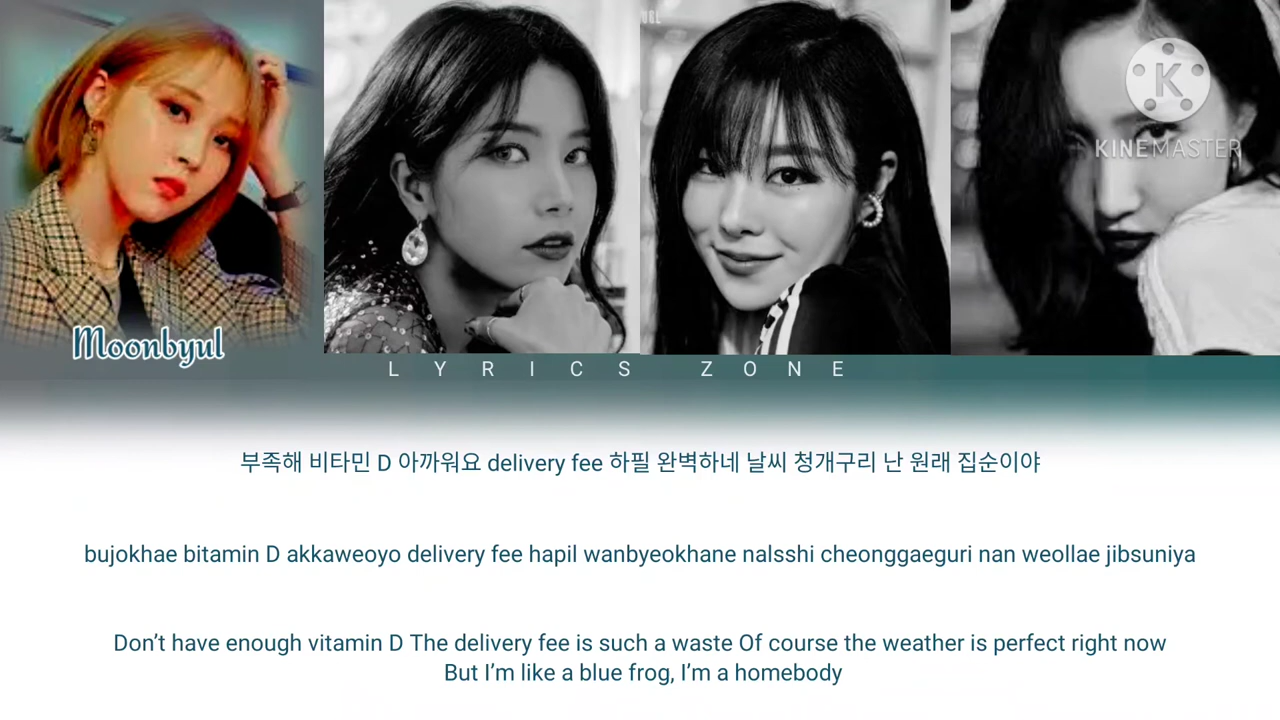 KINEMASTER
Moonbyul
LYRICS ZONE
부족해 비타민 D 아까워요 delivery fee 하필 완벽하네 날씨 청개구리 난 원래 집순이야
bujokhae bitamin D akkaweoyo delivery fee hapil wanbyeokhane nalsshi cheonggaeguri nan weollae jibsuniya
Don’t have enough vitamin D The delivery fee is such a waste Of course the weather is perfect right now
But I’m like a blue frog, I’m a homebody